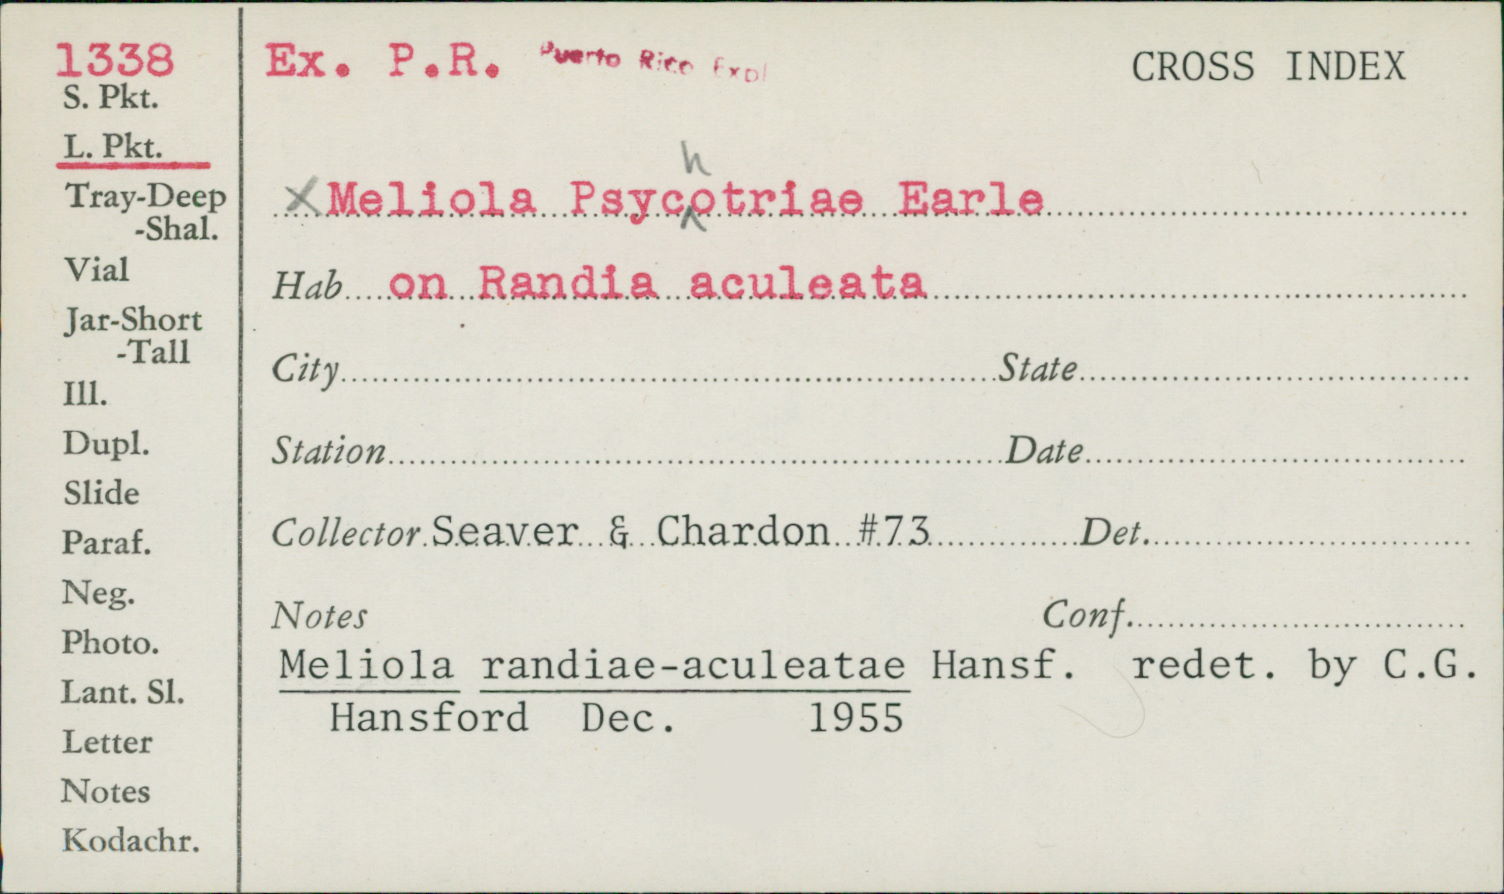 1338
S. Pkt.
L. Pkt.
Tray-Deep
-Shal.
Vial
Jar-Short
-Tall
Ill.
Dupl.
Slide
Paraf.
Neg.
Photo.
Lant. Sl.
Letter
Notes
Kodachr.
Ex. P.R. Puerto Rico Expl
CROSS INDEX
h
X Meliola Psycotriae Earle
Hab on Randia aculeata
City State
Station Date
Collector Seaver & Chardon #73 Det.
Notes Conf.
Meliola randiae-aculeatae Hansf. redet. by C.G.
Hansford Dec. 1955